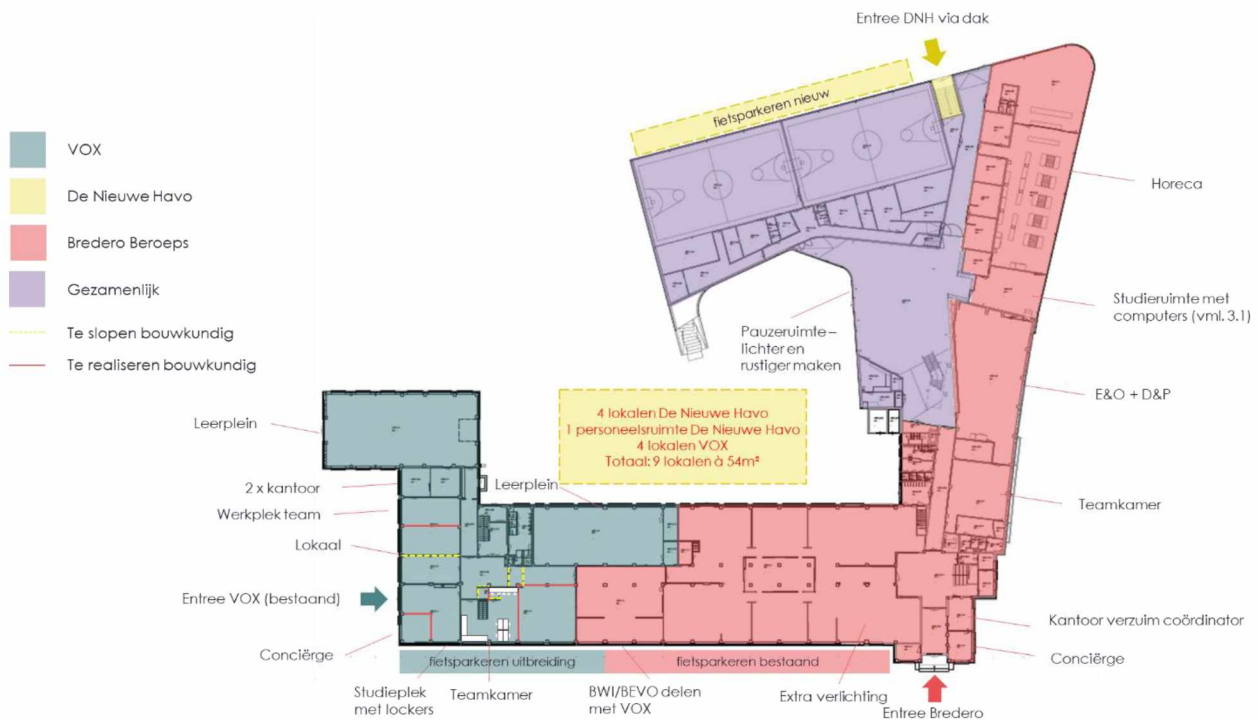 Entree DNH via dak
fietsparkeren nieuw
VOX
De Nieuwe Havo
Bredero Beroeps
Gezamenlijk
Te slopen bouwkundig
Te realiseren bouwkundig
Horeca
Studieruimte met
computers (vml. 3.1)
Pauzeruimte –
lichter en
rustiger maken
E&O + D&P
Teamkamer
4 lokalen De Nieuwe Havo
1 personeelsruimte De Nieuwe Havo
4 lokalen VOX
Totaal: 9 lokalen à 54m²
Leerplein
2 x kantoor
Leerplein
Werkplek team
Lokaal
Entree VOX (bestaand)
Conciërge
Kantoor verzuim coördinator
Conciërge
fietsparkeren uitbreiding
fietsparkeren bestaand
Studieplek
met lockers
Teamkamer
BWI/BEVO delen
met VOX
Extra verlichting
Entree Bredero